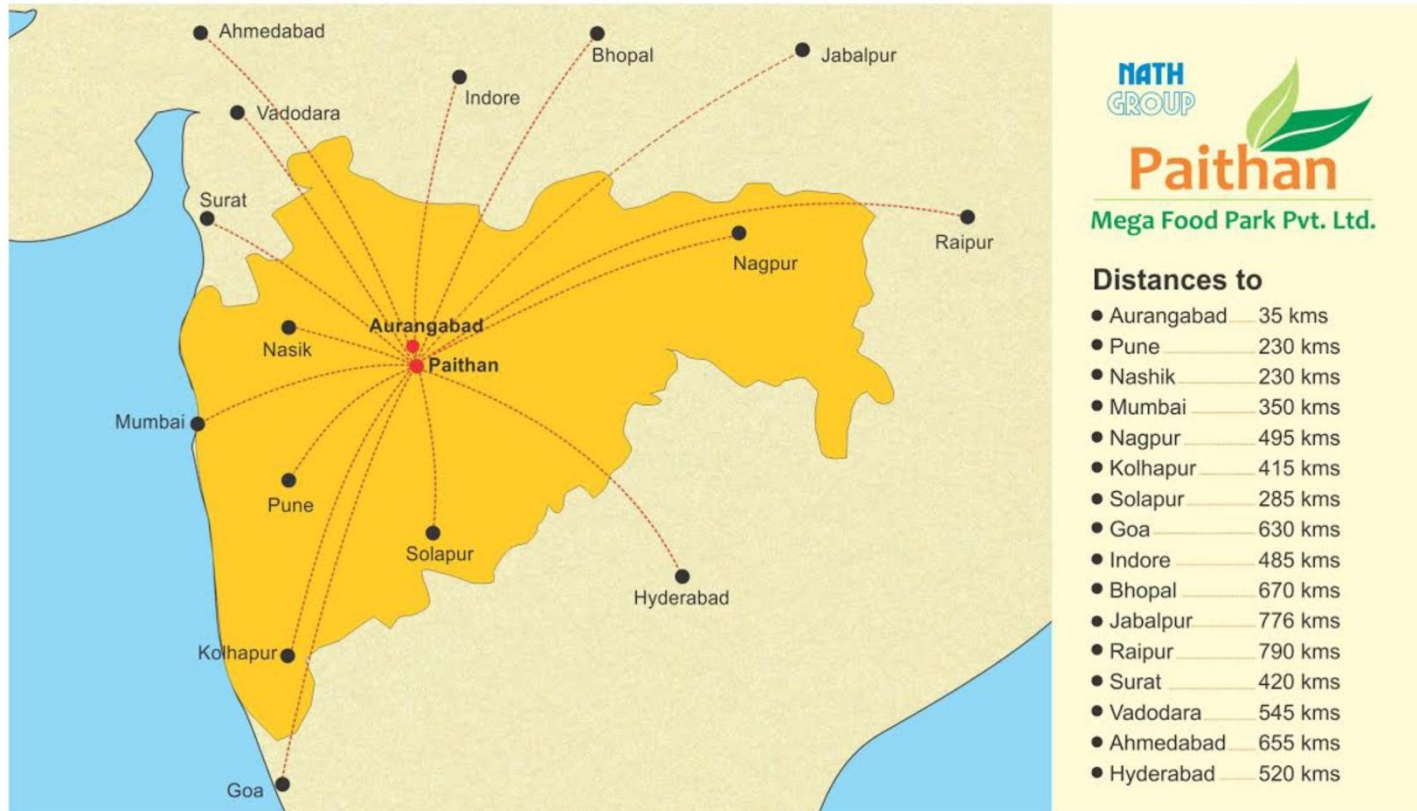 Ahmedabad
Bhopal
Jabalpur
Indore
Vadodara
Surat
Raipur
Nagpur
Aurangabad
Nasik
Paithan
Mumbai
Pune
Solapur
Hyderabad
Kolhapur
Goa
NATH
GROUP
Paithan
Mega Food Park Pvt. Ltd.
Distances to
Aurangabad 35 kms
Pune 230 kms
Nashik 230 kms
Mumbai 350 kms
Nagpur 495 kms
Kolhapur 415 kms
Solapur 285 kms
Goa 630 kms
Indore 485 kms
Bhopal 670 kms
Jabalpur 776 kms
Raipur 790 kms
Surat 420 kms
Vadodara 545 kms
Ahmedabad 655 kms
Hyderabad 520 kms